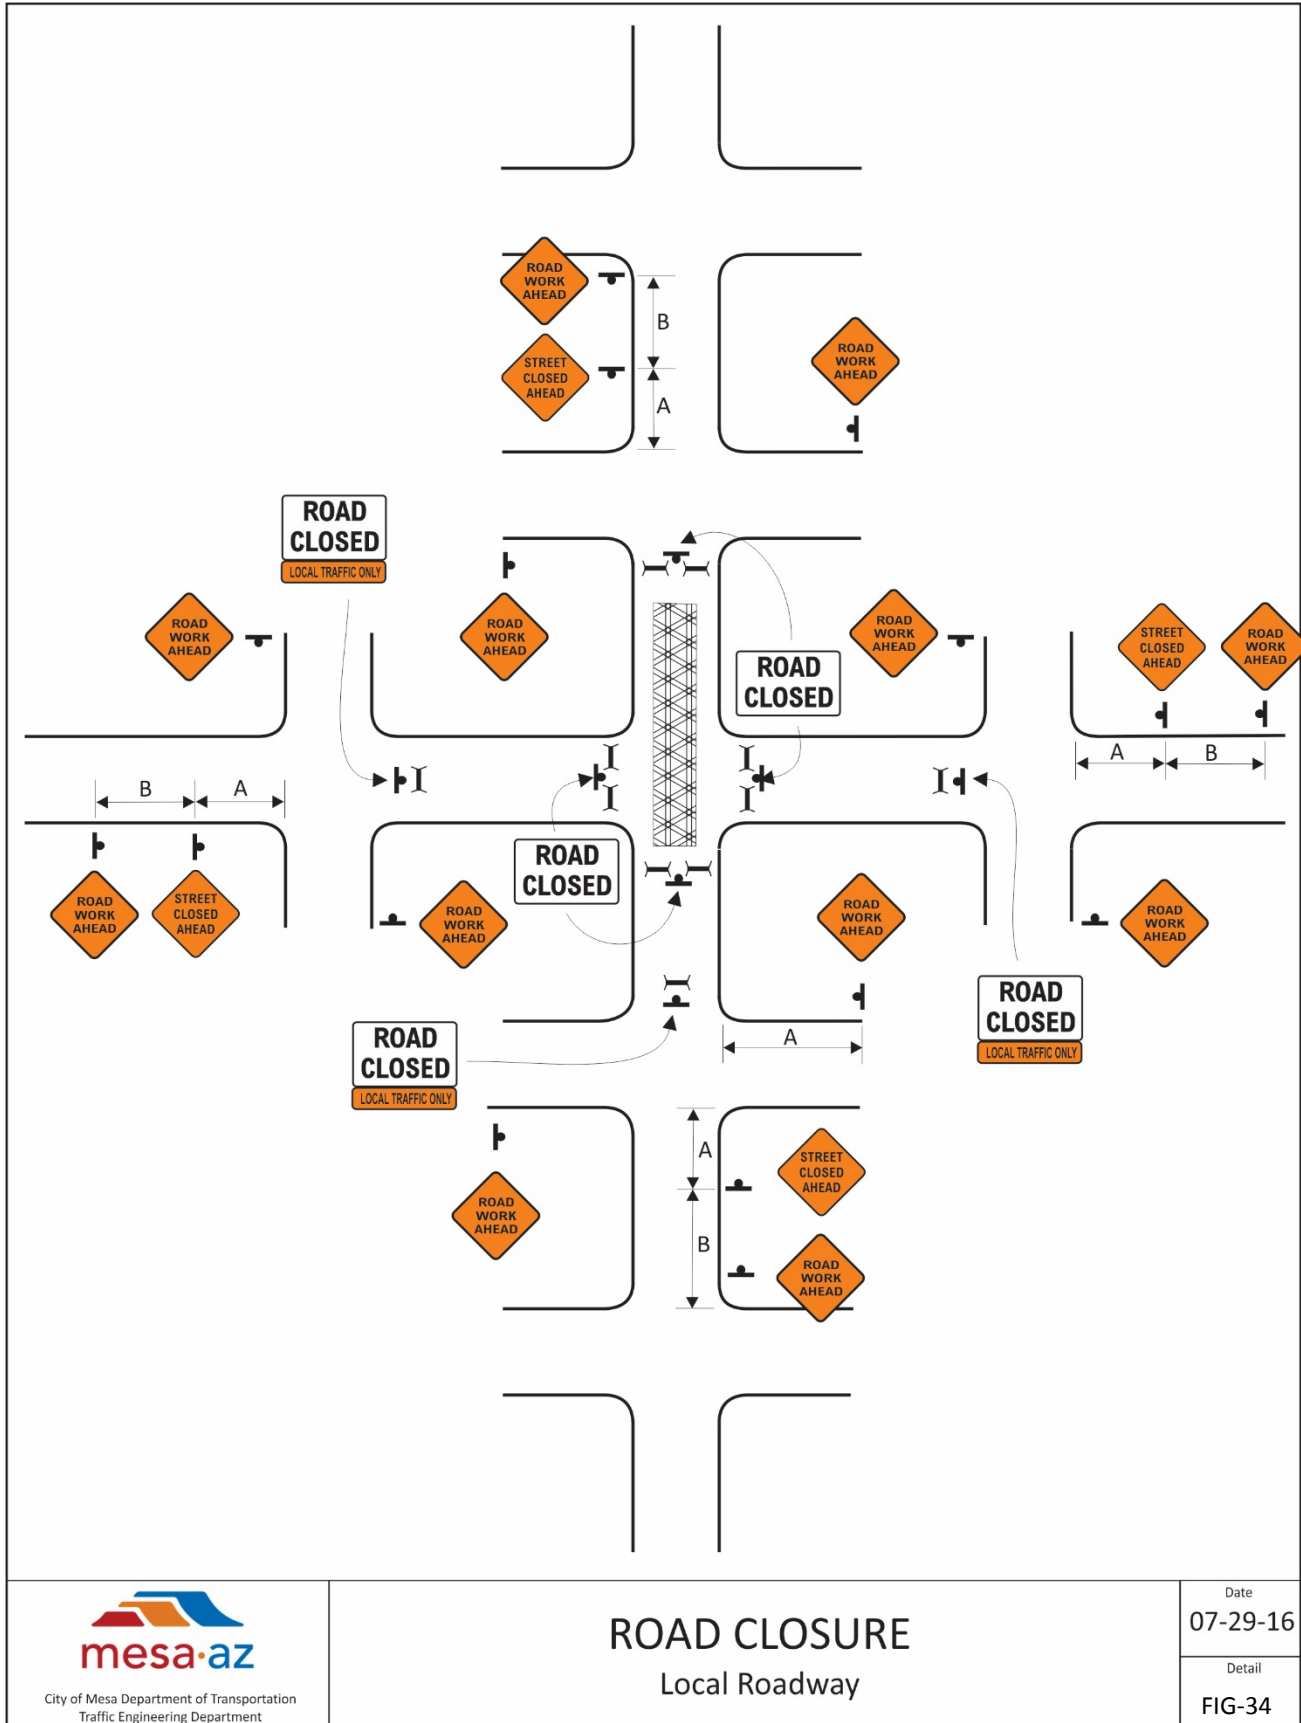 ROAD
WORK
AHEAD
B
STREET
CLOSED
AHEAD
A
ROAD
WORK
AHEAD
ROAD
CLOSED
LOCAL TRAFFIC ONLY
ROAD
WORK
AHEAD
ROAD
WORK
AHEAD
ROAD
CLOSED
ROAD
WORK
AHEAD
STREET
CLOSED
AHEAD
ROAD
WORK
AHEAD
A
B
B
A
ROAD
CLOSED
ROAD
WORK
AHEAD
STREET
CLOSED
AHEAD
ROAD
WORK
AHEAD
ROAD
WORK
AHEAD
ROAD
WORK
AHEAD
ROAD
CLOSED
LOCAL TRAFFIC ONLY
ROAD
CLOSED
LOCAL TRAFFIC ONLY
A
A
STREET
CLOSED
AHEAD
ROAD
WORK
AHEAD
B
ROAD
WORK
AHEAD
mesa·az
City of Mesa Department of Transportation
Traffic Engineering Department
ROAD CLOSURE
Local Roadway
Date
07-29-16
Detail
FIG-34